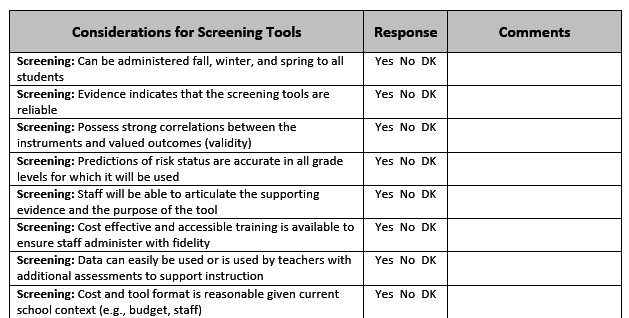 Considerations for Screening Tools Response Comments
Screening: Can be administered fall, winter, and spring to all Yes No DK
students
Screening: Evidence indicates that the screening tools are Yes No DK
reliable
Screening: Possess strong correlations between the Yes No DK
instruments and valued outcomes (validity)
Screening: Predictions of risk status are accurate in all grade Yes No DK
levels for which it will be used
Screening: Staff will be able to articulate the supporting Yes No DK
evidence and the purpose of the tool
Screening: Cost effective and accessible training is available to Yes No DK
ensure staff administer with fidelity
Screening: Data can easily be used or is used by teachers with Yes No DK
additional assessments to support instruction
Screening: Cost and tool format is reasonable given current Yes No DK
school context (e.g., budget, staff)